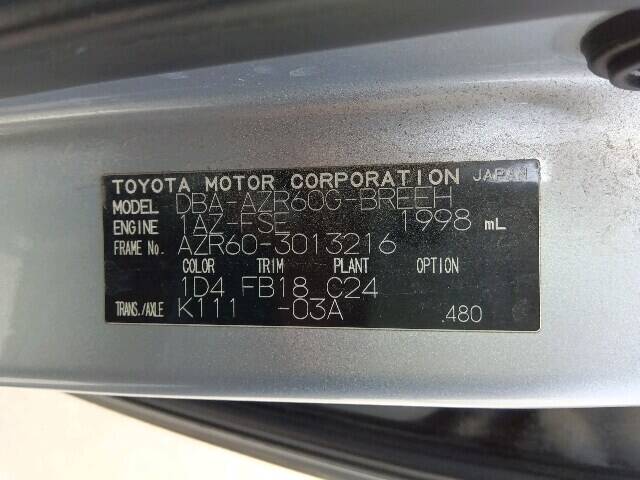 TOYOTA MOTOR CORPORATION JAPAN
MODEL DBA-AZR60G-BREEH
ENGINE 1AZ-FSE 1998 mL
FRAME No. AZR60-3013216
COLOR TRIM PLANT OPTION
1D4 FB18 C24
TRANS./AXLE K111 -03A .480